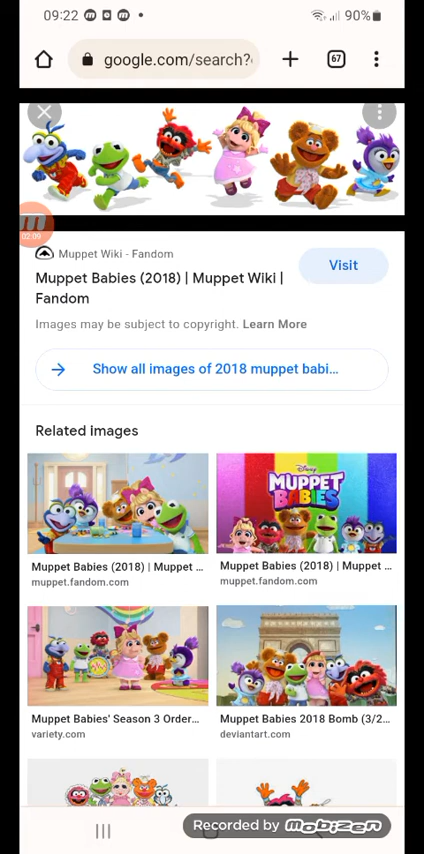 09:22
90%
google.com/search?
67
02:09
Muppet Wiki - Fandom
Muppet Babies (2018) | Muppet Wiki |
Fandom
Visit
Images may be subject to copyright. Learn More
Show all images of 2018 muppet babi...
Related images
Disney
MUPPET
BABIES
Muppet Babies (2018) | Muppet ...
muppet.fandom.com
Muppet Babies (2018) | Muppet ...
muppet.fandom.com
Muppet Babies' Season 3 Order...
variety.com
Muppet Babies 2018 Bomb (3/2...
deviantart.com
Recorded by mobizen